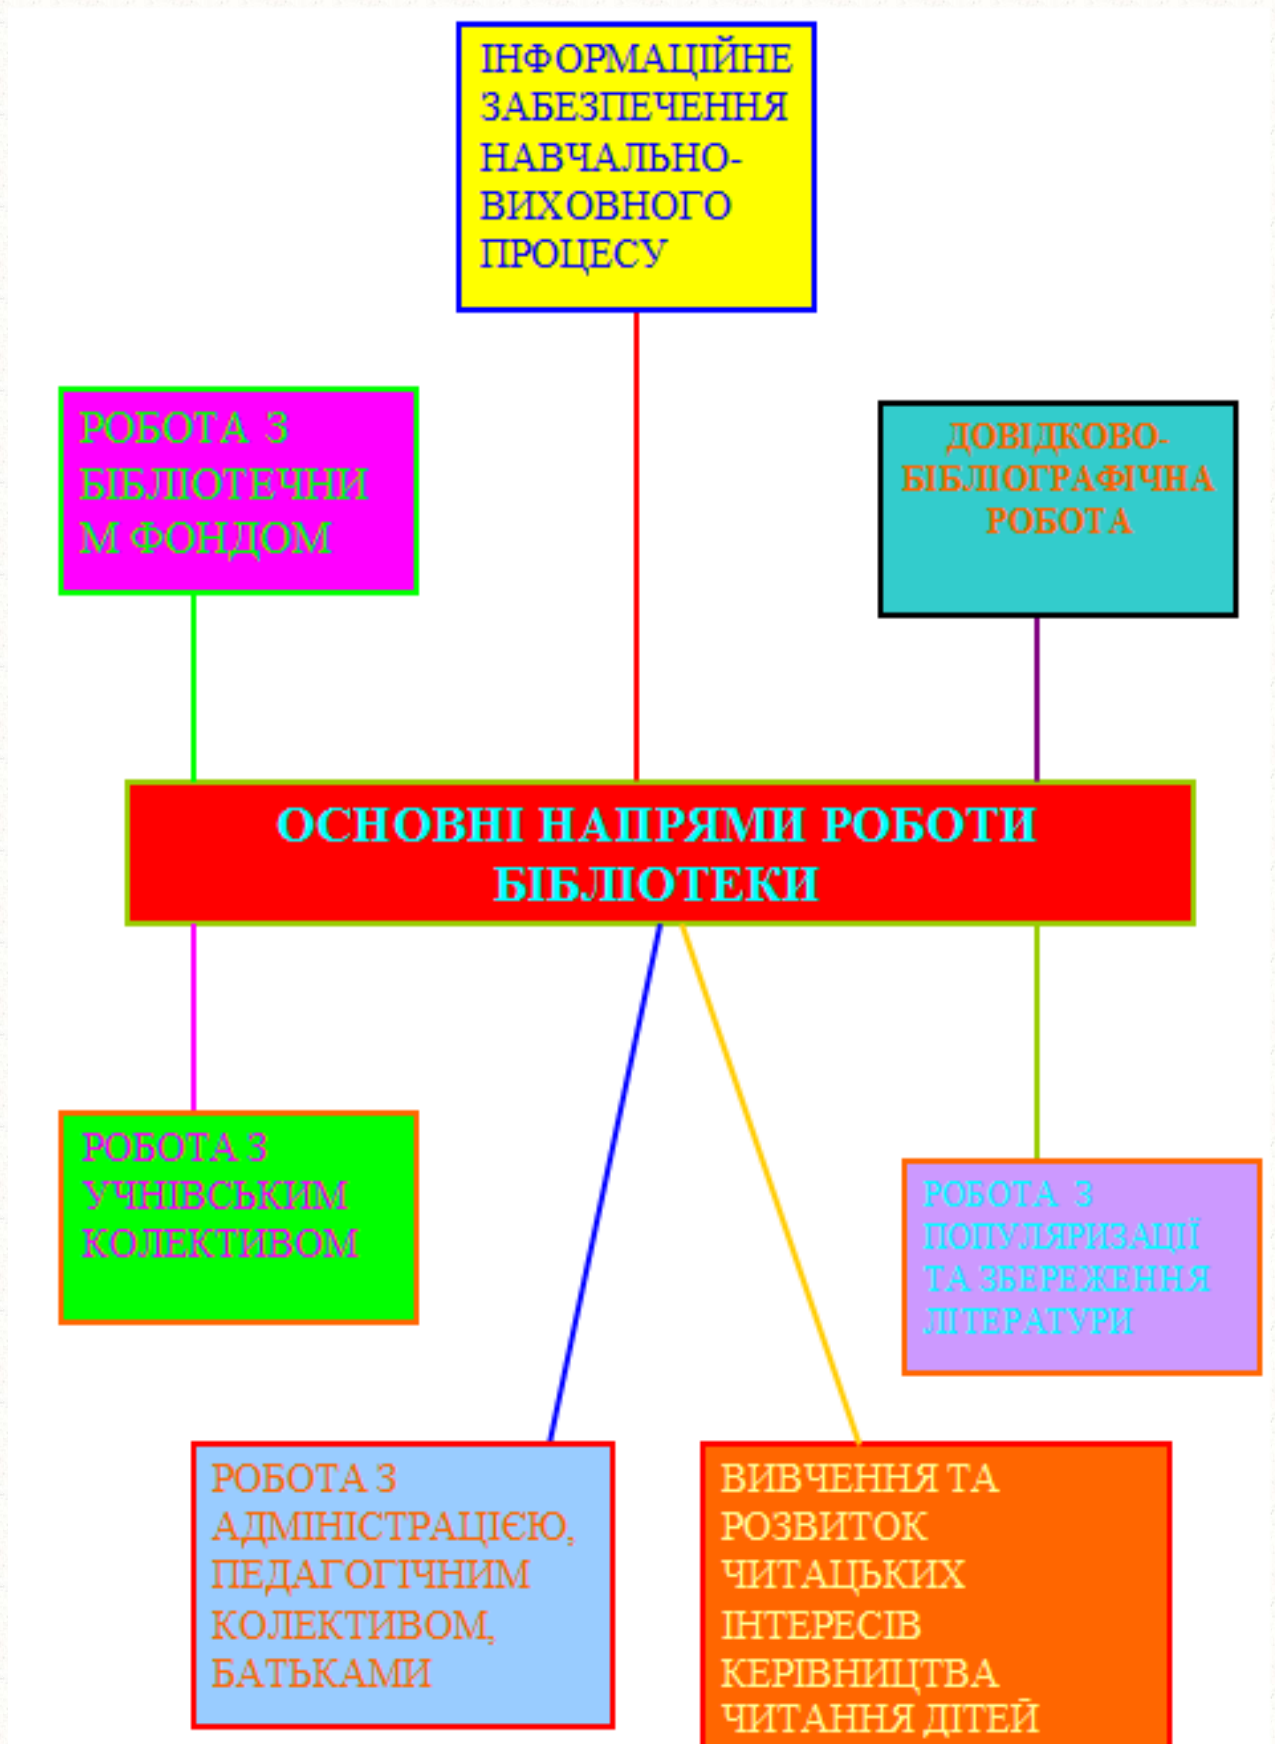 ІНФОРМАЦІЙНЕ
ЗАБЕЗПЕЧЕННЯ
НАВЧАЛЬНО-
ВИХОВНОГО
ПРОЦЕСУ
РОБОТА З
БІБЛІОТЕЧНИ
М ФОНДОМ
ДОВІДКОВО-
БІБЛІОГРАФІЧНА
РОБОТА
ОСНОВНІ НАПРЯМИ РОБОТИ
БІБЛІОТЕКИ
РОБОТА З
УЧНІВСЬКИМ
КОЛЕКТИВОМ
РОБОТА З
ПОПУЛЯРИЗАЦІЇ
ТА ЗБЕРЕЖЕННЯ
ЛІТЕРАТУРИ
РОБОТА З
АДМІНІСТРАЦІЄЮ,
ПЕДАГОГІЧНИМ
КОЛЕКТИВОМ,
БАТЬКАМИ
ВИВЧЕННЯ ТА
РОЗВИТОК
ЧИТАЦЬКИХ
ІНТЕРЕСІВ
КЕРІВНИЦТВА
ЧИТАННЯ ДІТЕЙ